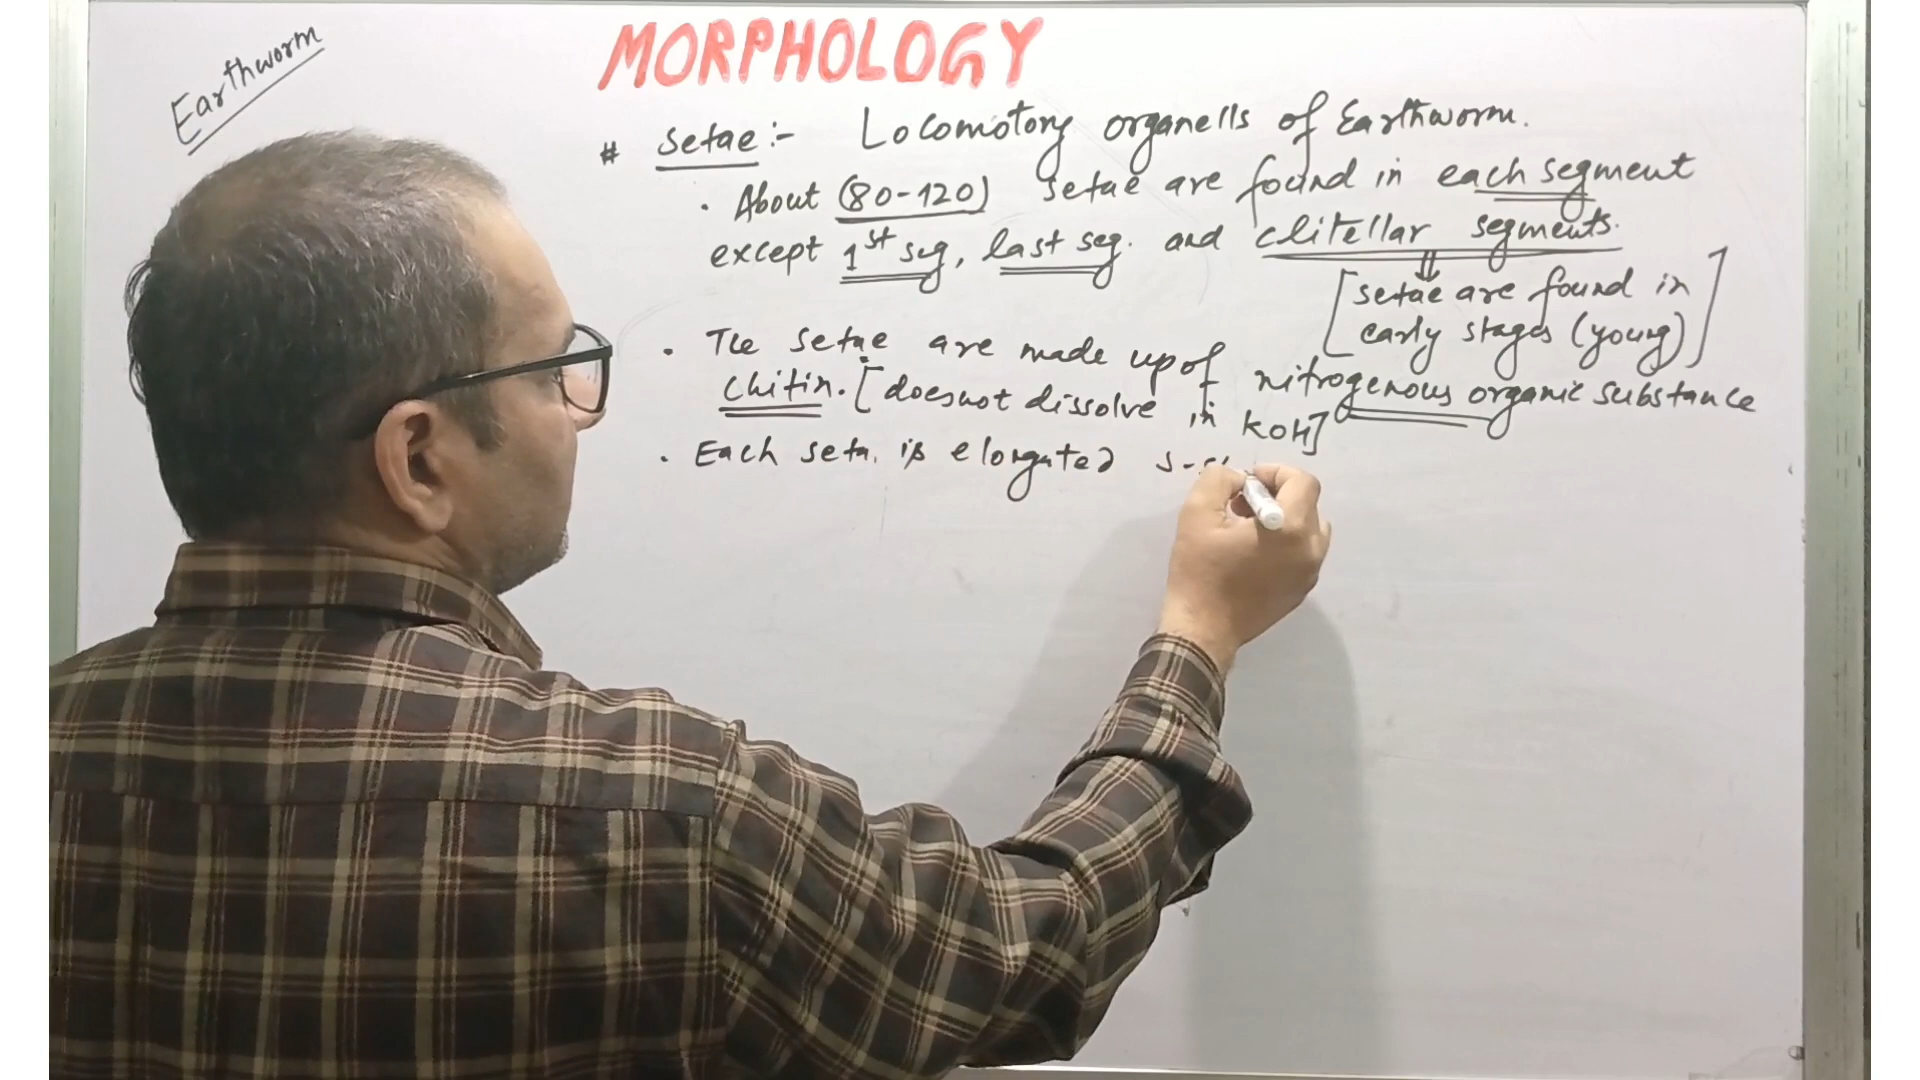 Earthworm
MORPHOLOGY
# Setae :- Locomotory organells of Earthworm.
• About (80-120) setae are found in each segment
except 1st seg, last seg. and clitellar segments.
[setae are found in
early stages (young)]
• The setae are made up of nitrogenous organic substance
chitin. [does not dissolve in KOH]
• Each seta is elongated s-s